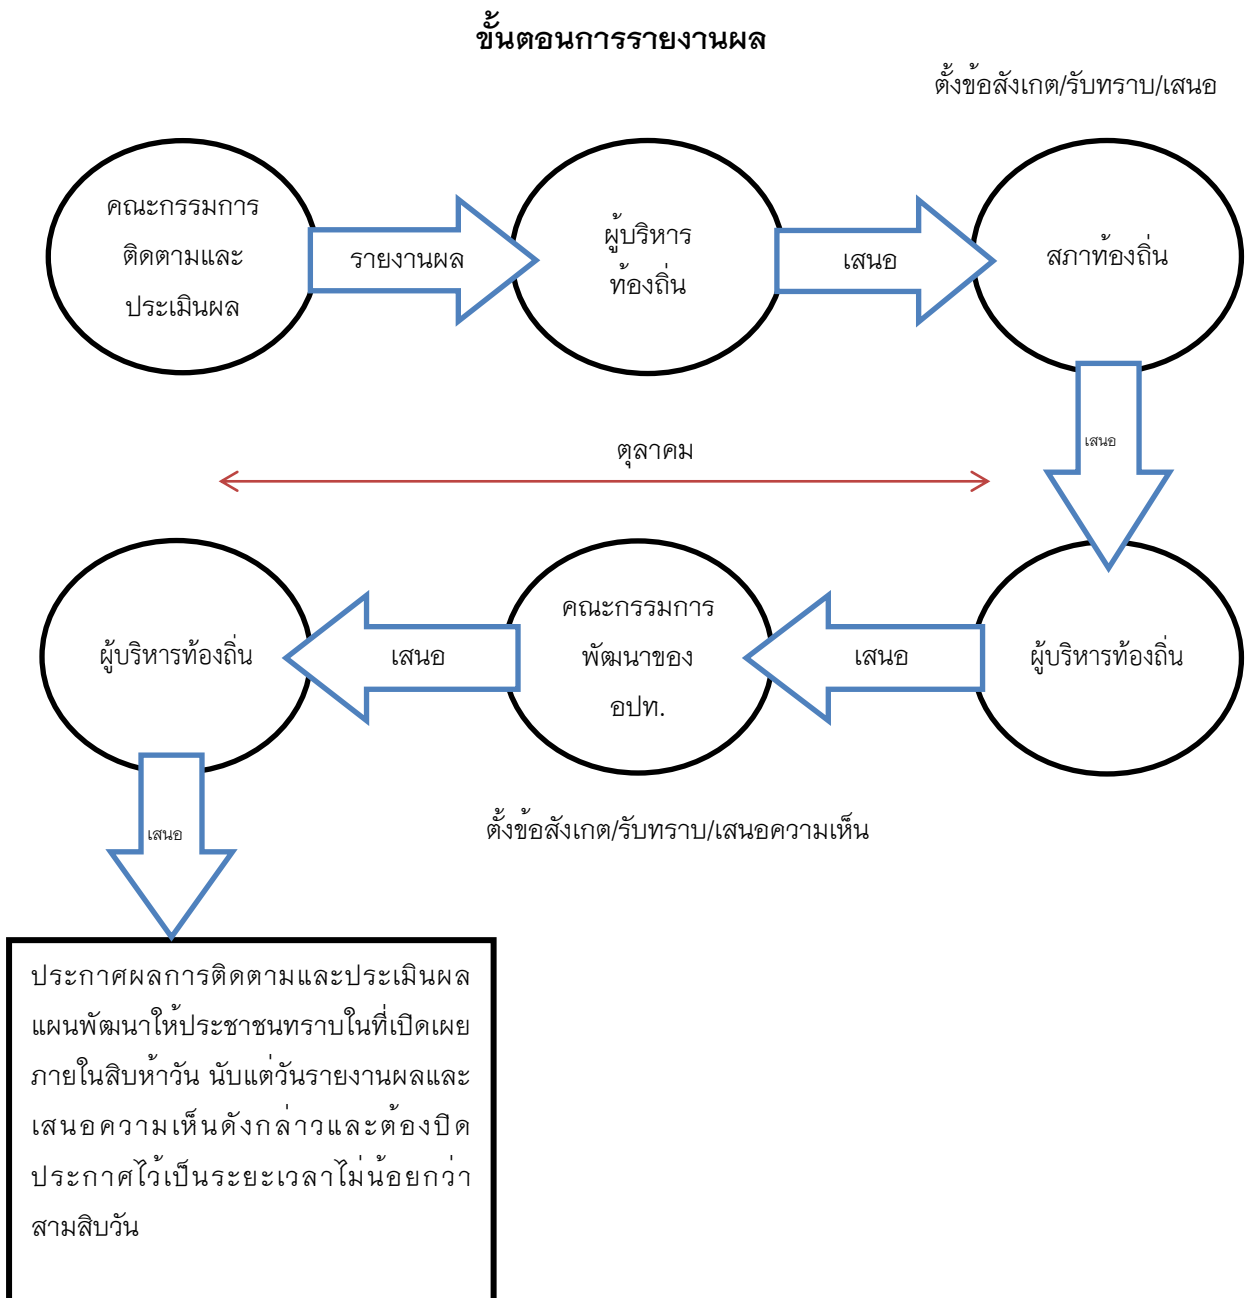 ขั้นตอนการรายงานผล
ตั้งข้อสังเกต/รับทราบ/เสนอ
คณะกรรมการ
ติดตามและ
ประเมินผล
รายงานผล
ผู้บริหาร
ท้องถิ่น
เสนอ
สภาท้องถิ่น
เสนอ
ตุลาคม
ผู้บริหารท้องถิ่น
เสนอ
คณะกรรมการ
พัฒนาของ
อปท.
เสนอ
ผู้บริหารท้องถิ่น
เสนอ
ตั้งข้อสังเกต/รับทราบ/เสนอความเห็น
ประกาศผลการติดตามและประเมินผล
แผนพัฒนาให้ประชาชนทราบในที่เปิดเผย
ภายในสิบห้าวัน นับแต่วันรายงานผลและ
เสนอความเห็นดังกล่าวและต้องปิด
ประกาศไว้เป็นระยะเวลาไม่น้อยกว่า
สามสิบวัน